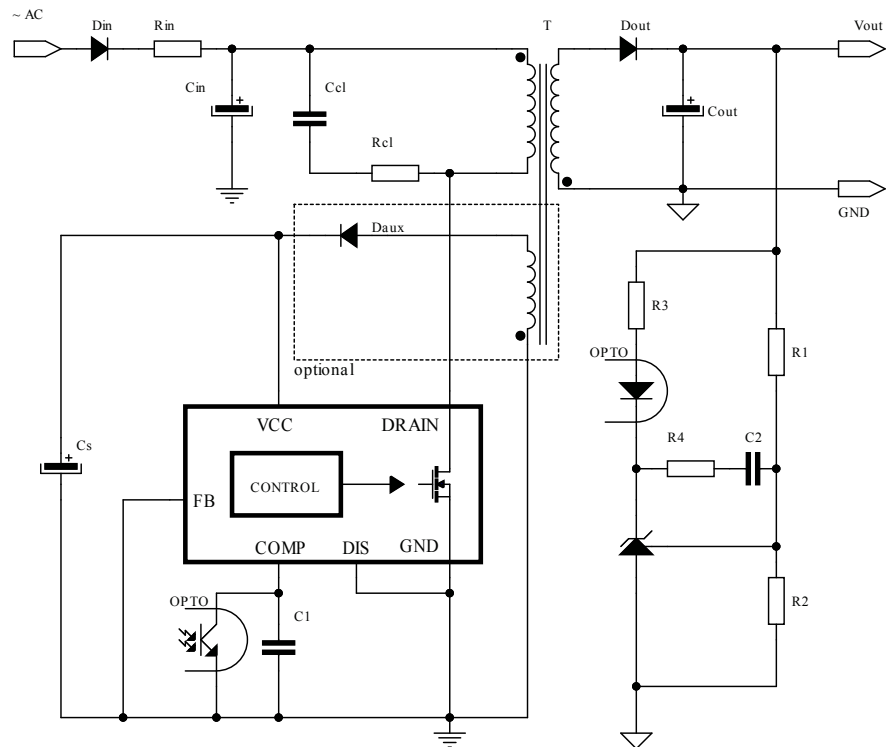 ~ AC
Din
Rin
T
Dout
Vout
Cin
+
Ccl
+
Cout
Rcl
GND
Daux
R3
optional
OPTO
R1
VCC
DRAIN
Cs
+
R4
C2
CONTROL
FB
COMP
DIS
GND
OPTO
C1
R2